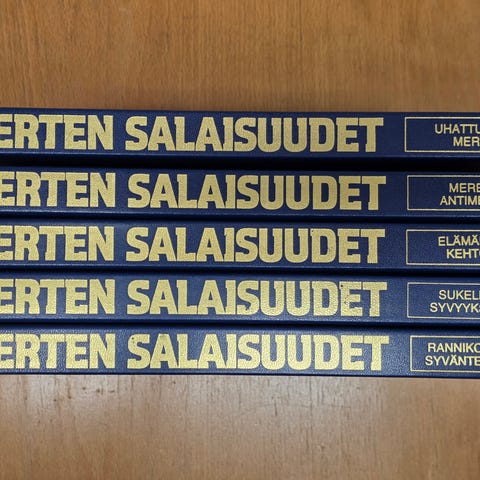 ERTEN SALAISUUDET
UHATTU
MER
ERTEN SALAISUUDET
MERE
ANTIME
ERTEN SALAISUUDET
ELÄMÄ
KEHTO
ERTEN SALAISUUDET
SUKEL
SYVYYKS
ERTEN SALAISUUDET
RANNIKO
SYVÄNTE